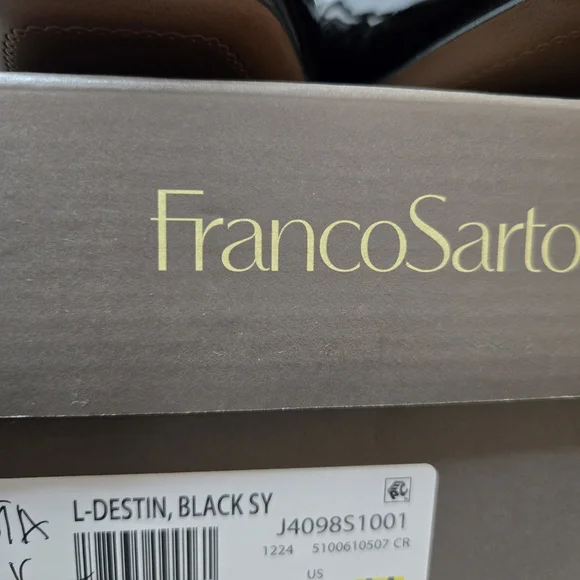 FrancoSarto
L-DESTIN, BLACK SY
J4098S1001
1224 5100610507 CR
US